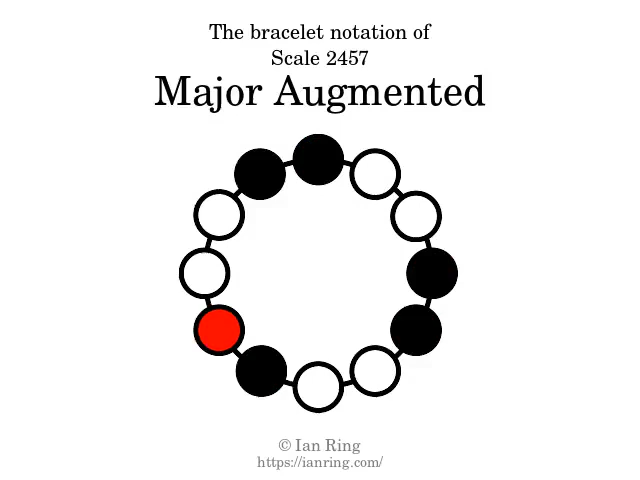 The bracelet notation of
Scale 2457
Major Augmented
© Ian Ring
https://ianring.com/